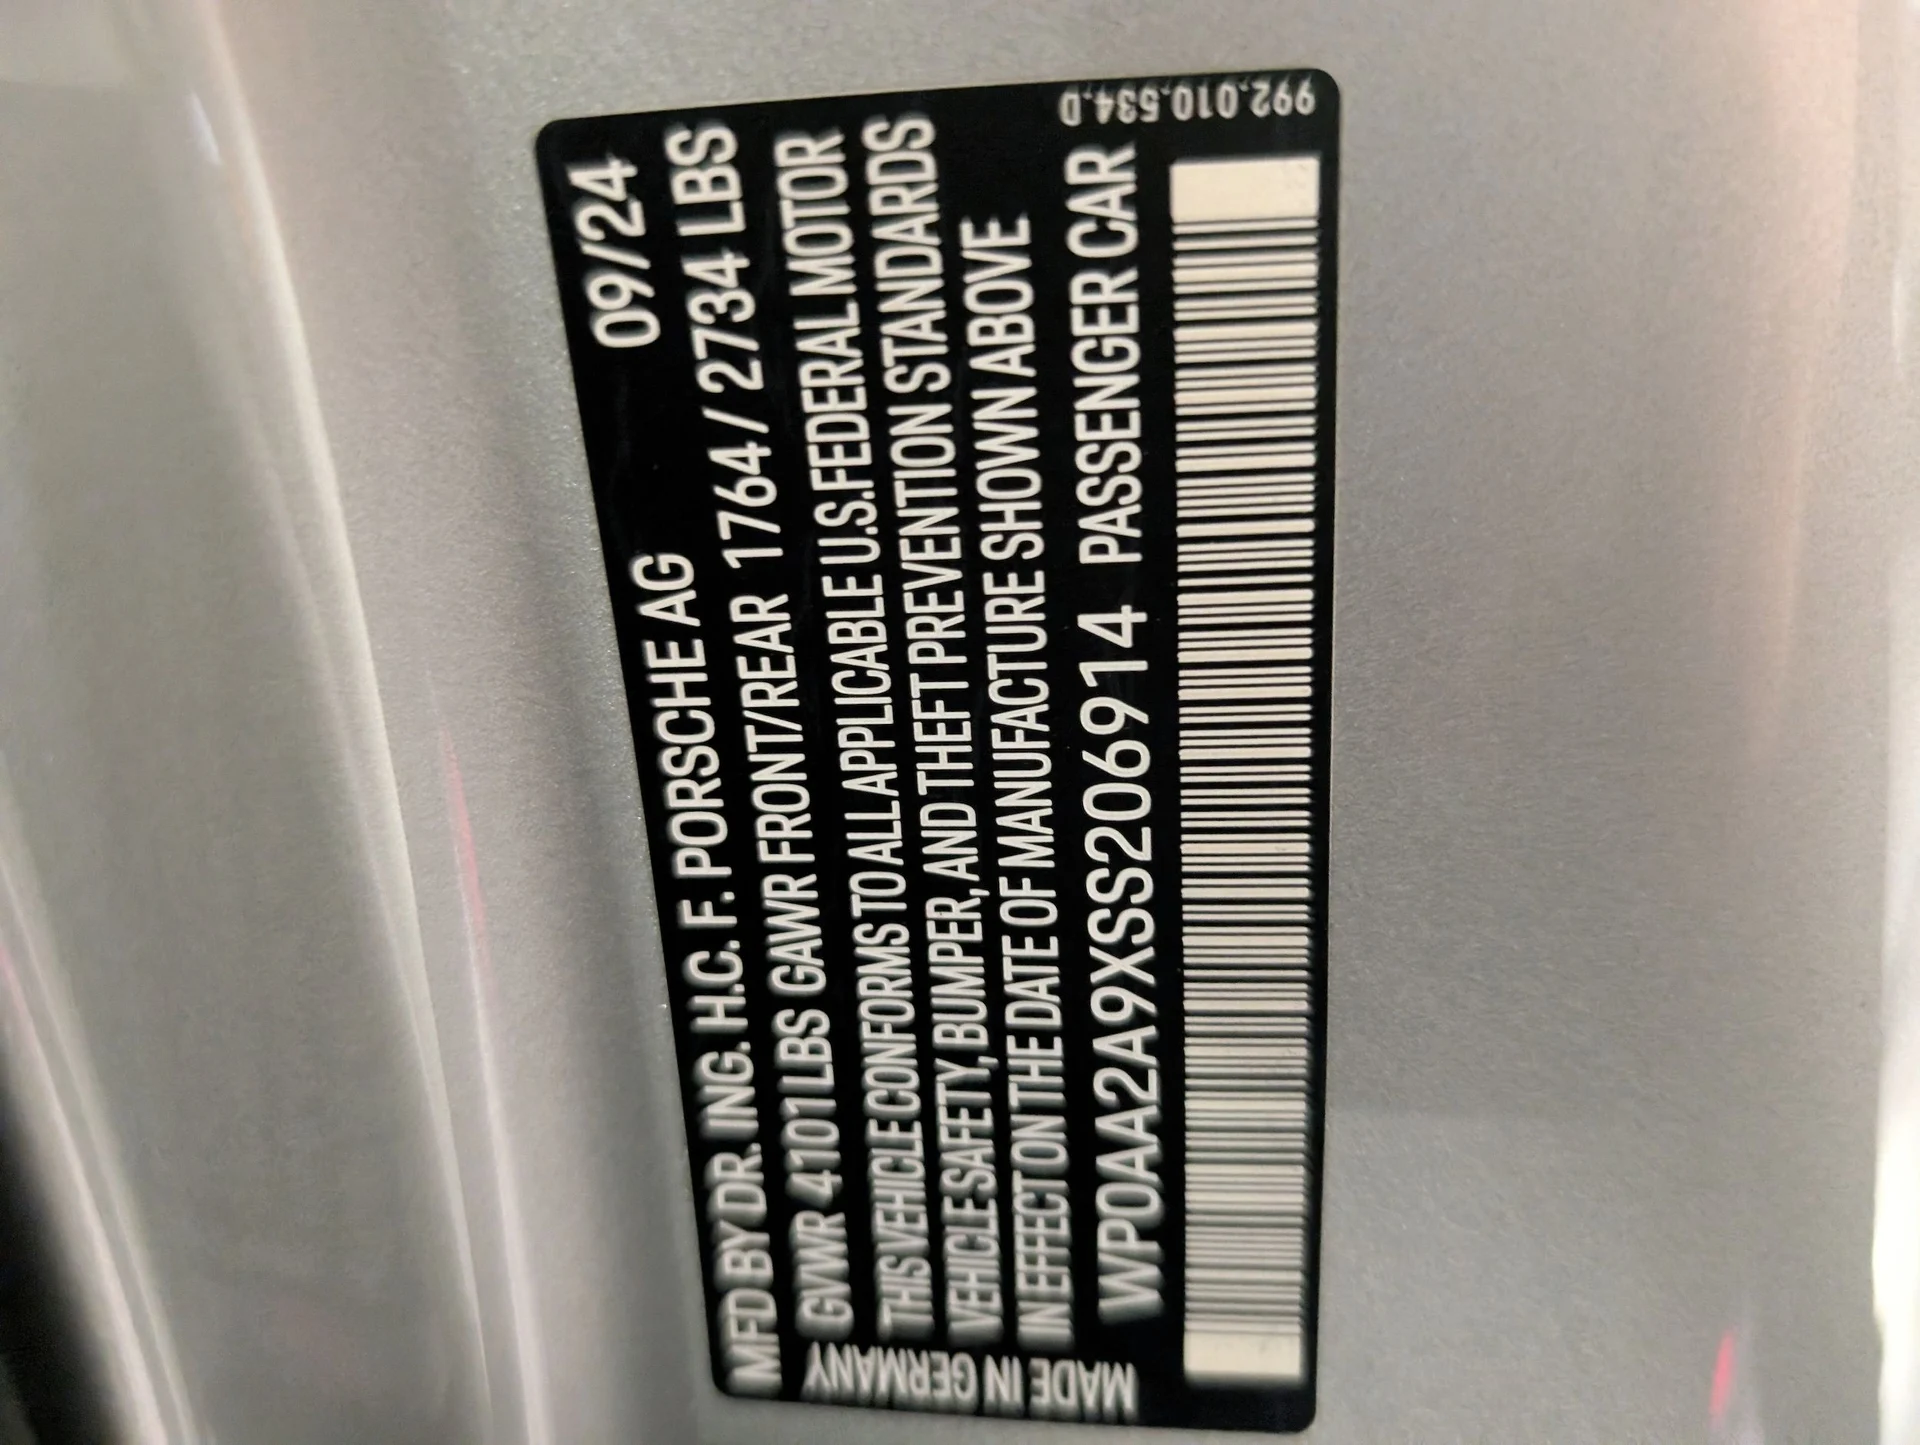 MFD BY DR. ING. H.C. F. PORSCHE AG 09/24
GVWR 4101 LBS GAWR FRONT/REAR 1764 / 2734 LBS
THIS VEHICLE CONFORMS TO ALL APPLICABLE U.S. FEDERAL MOTOR
VEHICLE SAFETY, BUMPER, AND THEFT PREVENTION STANDARDS
IN EFFECT ON THE DATE OF MANUFACTURE SHOWN ABOVE
WP0AA2A9XSS206914 PASSENGER CAR
MADE IN GERMANY
992.010.534.D